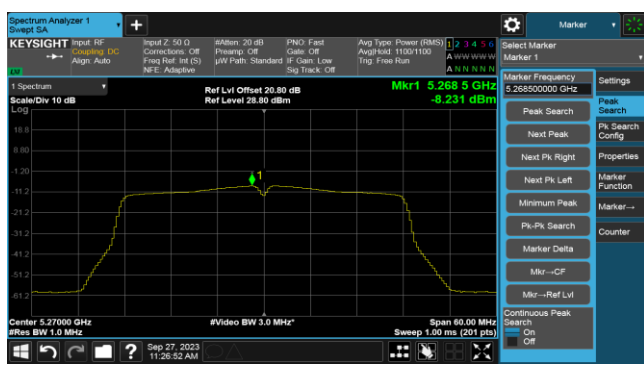 Spectrum Analyzer 1
Swept SA
+
Marker
KEYSIGHT
Input: RF
Coupling: DC
Align: Auto
Input Z: 50 Ω
Corrections: Off
Freq Ref: Int (S)
NFE: Adaptive
#Atten: 20 dB
Preamp: Off
µW Path: Standard
PNO: Fast
Gate: Off
IF Gain: Low
Sig Track: Off
Avg Type: Power (RMS)
Avg|Hold: 1100/1100
Trig: Free Run
1 2 3 4 5 6
A W W W W W
A N N N N N
Select Marker
Marker 1
1 Spectrum
Scale/Div 10 dB
Log
Ref Lvl Offset 20.80 dB
Ref Level 28.80 dBm
Mkr1 5.268 5 GHz
-8.231 dBm
18.8
8.80
-1.20
-11.2
-21.2
-31.2
-41.2
-51.2
-61.2
1
Center 5.27000 GHz
#Res BW 1.0 MHz
#Video BW 3.0 MHz*
Span 60.00 MHz
Sweep 1.00 ms (201 pts)
Marker Frequency
5.268500000 GHz
Peak Search
Next Peak
Next Pk Right
Next Pk Left
Minimum Peak
Pk-Pk Search
Marker Delta
Mkr→CF
Mkr→Ref Lvl
Continuous Peak
Search
On
Off
Settings
Peak
Search
Pk Search
Config
Properties
Marker
Function
Marker→
Counter
?
Sep 27, 2023
11:26:52 AM